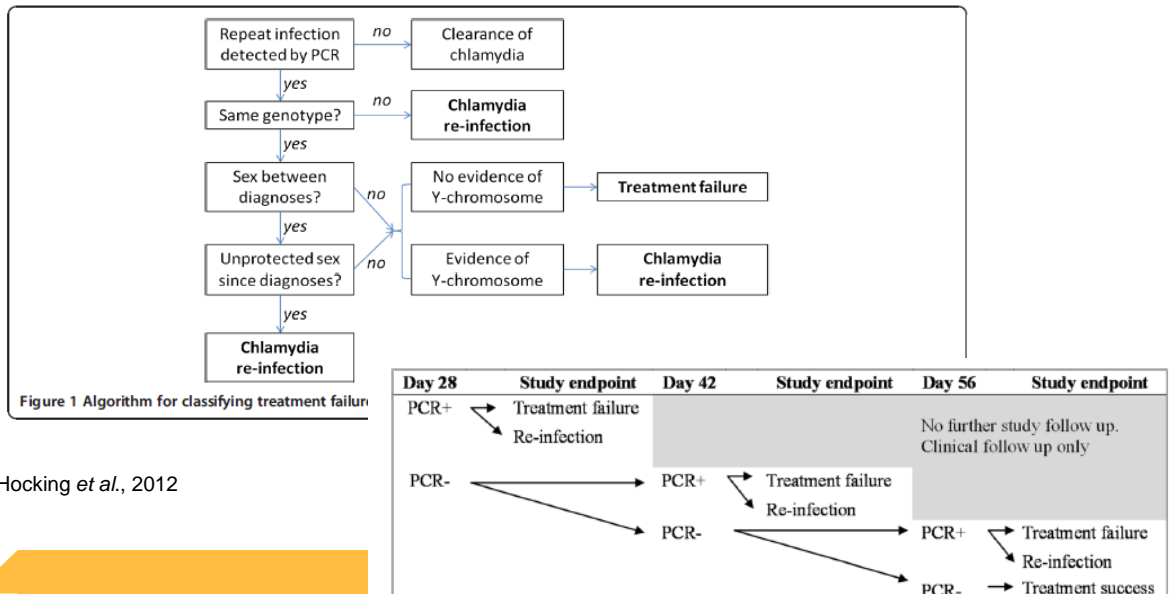 Repeat infection
detected by PCR
no
Clearance of
chlamydia
yes
Same genotype?
no
Chlamydia
re-infection
yes
Sex between
diagnoses?
no
No evidence of
Y-chromosome
Treatment failure
yes
Unprotected sex
since diagnoses?
no
Evidence of
Y-chromosome
Chlamydia
re-infection
yes
Chlamydia
re-infection
Figure 1 Algorithm for classifying treatment failure
Hocking et al., 2012
Day 28 Study endpoint Day 42 Study endpoint Day 56 Study endpoint
PCR+ Treatment failure
Re-infection
No further study follow up.
Clinical follow up only
PCR- PCR+ Treatment failure
Re-infection
PCR- PCR+ Treatment failure
Re-infection
PCR- Treatment success